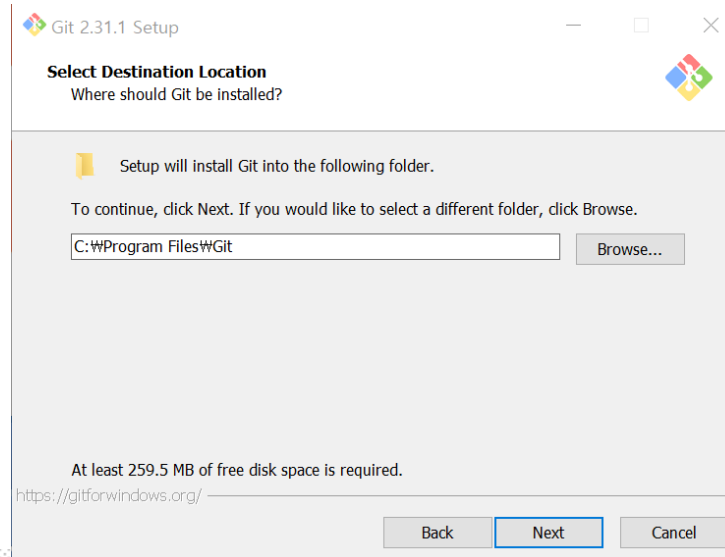 Git 2.31.1 Setup
Select Destination Location
Where should Git be installed?
Setup will install Git into the following folder.
To continue, click Next. If you would like to select a different folder, click Browse.
C:₩Program Files₩Git
Browse...
At least 259.5 MB of free disk space is required.
https://gitforwindows.org/
Back
Next
Cancel